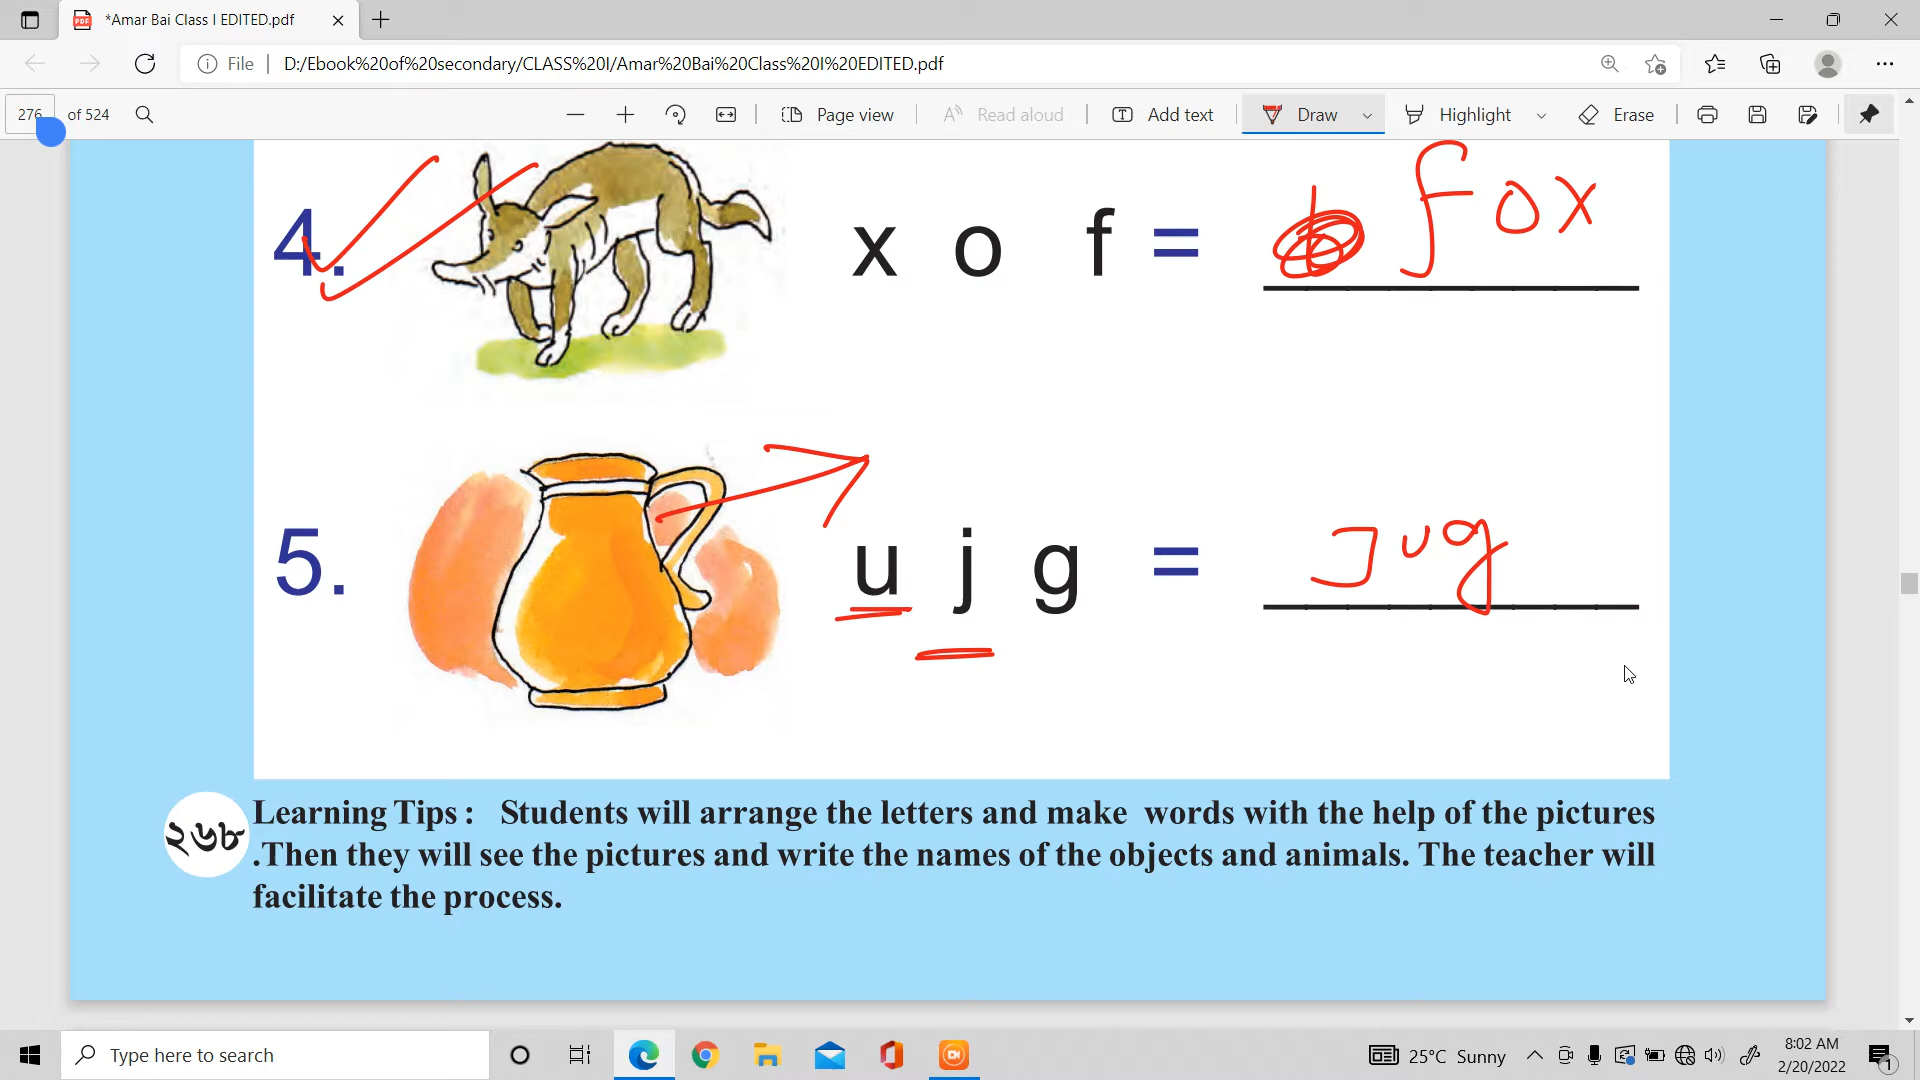 *Amar Bai Class I EDITED.pdf
File D:/Ebook%20of%20secondary/CLASS%20I/Amar%20Bai%20Class%20I%20EDITED.pdf
276 of 524 Page view Read aloud Add text Draw Highlight Erase
4. x o f = fox
5. u j g = Jug
২৬৮
Learning Tips : Students will arrange the letters and make words with the help of the pictures
.Then they will see the pictures and write the names of the objects and animals. The teacher will
facilitate the process.
Type here to search 25°C Sunny 8:02 AM
2/20/2022 1